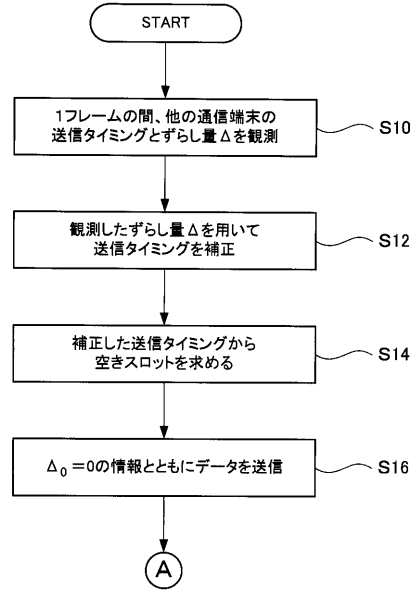 START
1フレームの間、他の通信端末の
送信タイミングとずらし量Δを観測
S10
観測したずらし量Δを用いて
送信タイミングを補正
S12
補正した送信タイミングから
空きスロットを求める
S14
Δ₀=0の情報とともにデータを送信
S16
A